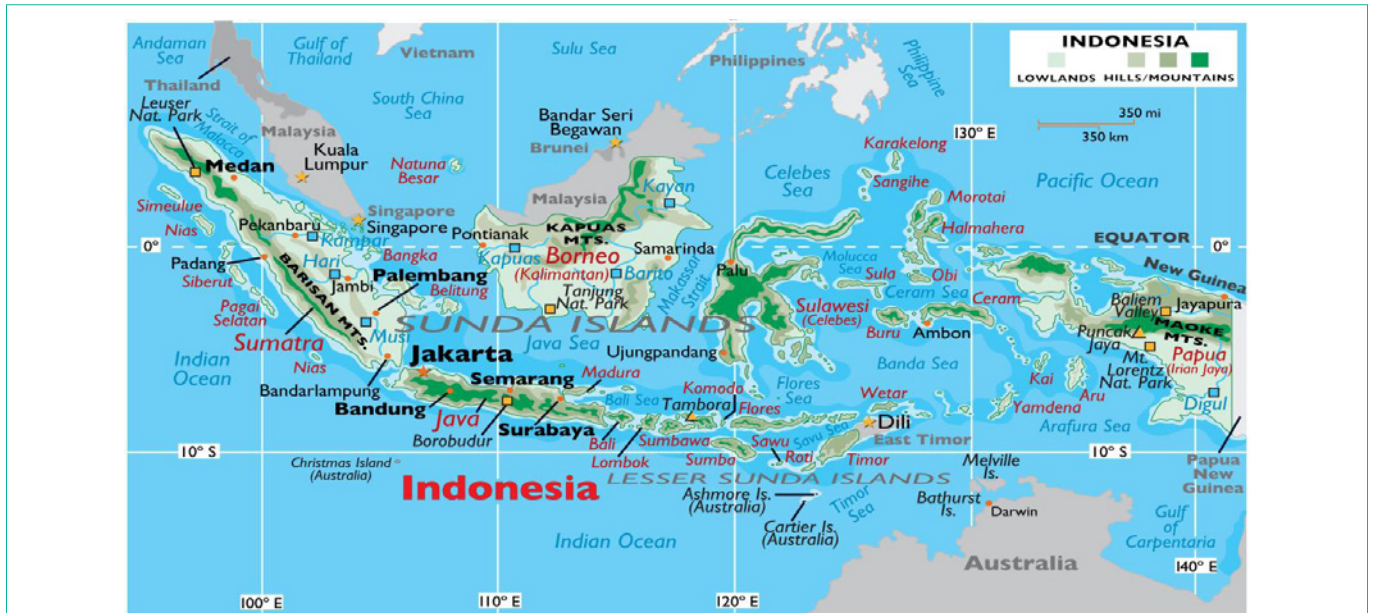 Andaman
Sea
Gulf of
Thailand
Vietnam
Sulu Sea
Philippines
Philippine
Sea
INDONESIA
LOWLANDS HILLS/MOUNTAINS
Thailand
Leuser
Nat. Park
Strait of
Malacca
South China
Sea
Malaysia
Kuala
Lumpur
Medan
Natuna
Besar
Bandar Seri
Begawan
Brunei
Malaysia
Kayan
Celebes
Sea
Karakelong
Sangihe
130° E
350 mi
350 km
Pacific Ocean
Morotai
Halmahera
Simeulue
Nias
Singapore
Singapore
Pekanbaru
Kampar
Pontianak
Kapuas
KAPUAS
MTS.
Samarinda
EQUATOR
0°
0°
Padang
Siberut
Hari
Jambi
Bangka
Palembang
Belitung
Borneo
(Kalimantan)
Barito
Tanjung
Nat. Park
Makassar
Strait
Palu
Molucca
Sea
Sula
Obi
Ceram Sea
Ceram
New Guinea
Baliem
Valley
Jayapura
BARISAN MTS.
Pagai
Selatan
Sumatra
Musi
SUNDA ISLANDS
Java Sea
Sulawesi
(Celebes)
Buru
Ambon
Puncak
Jaya
MAOKE
MTS.
Mt.
Lorentz
Nat. Park
Papua
(Irian Jaya)
Indian
Ocean
Nias
Bandarlampung
Jakarta
Ujungpandang
Banda Sea
Kai
Aru
Digul
Bandung
Java
Semarang
Madura
Bali Sea
Komodo
Tambora
Flores
Flores
Sea
Wetar
Yamdena
Arafura Sea
Borobudur
Surabaya
Bali
Lombok
Sumbawa
Sumba
Sawu
Savu Sea
Roti
Dili
East Timor
Timor
10° S
10° S
Christmas Island
(Australia)
Indonesia
LESSER SUNDA ISLANDS
Melville
Is.
Papua
New
Guinea
Ashmore Is.
(Australia)
Cartier Is.
(Australia)
Timor
Sea
Bathurst
Is.
Darwin
Gulf
of
Carpentaria
Indian Ocean
Australia
100° E
110° E
120° E
140° E